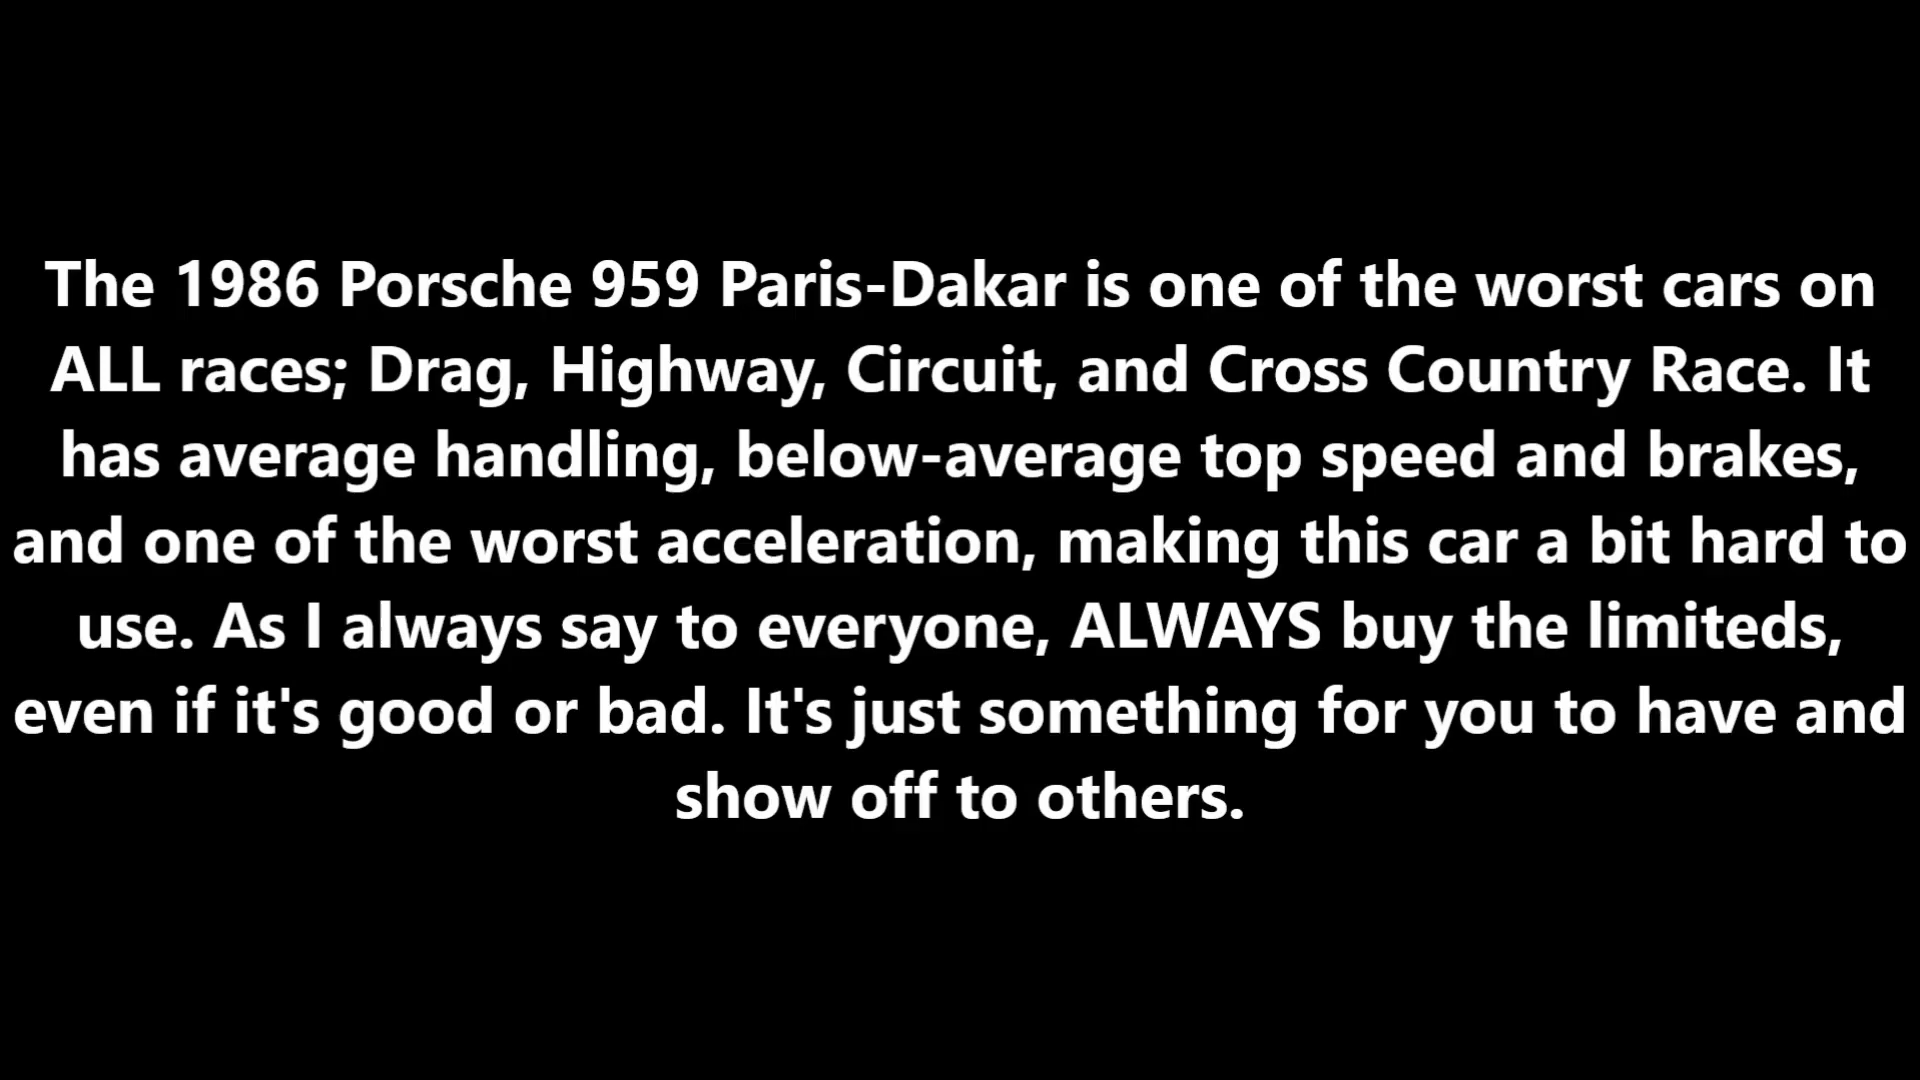 The 1986 Porsche 959 Paris-Dakar is one of the worst cars on
ALL races; Drag, Highway, Circuit, and Cross Country Race. It
has average handling, below-average top speed and brakes,
and one of the worst acceleration, making this car a bit hard to
use. As I always say to everyone, ALWAYS buy the limiteds,
even if it's good or bad. It's just something for you to have and
show off to others.